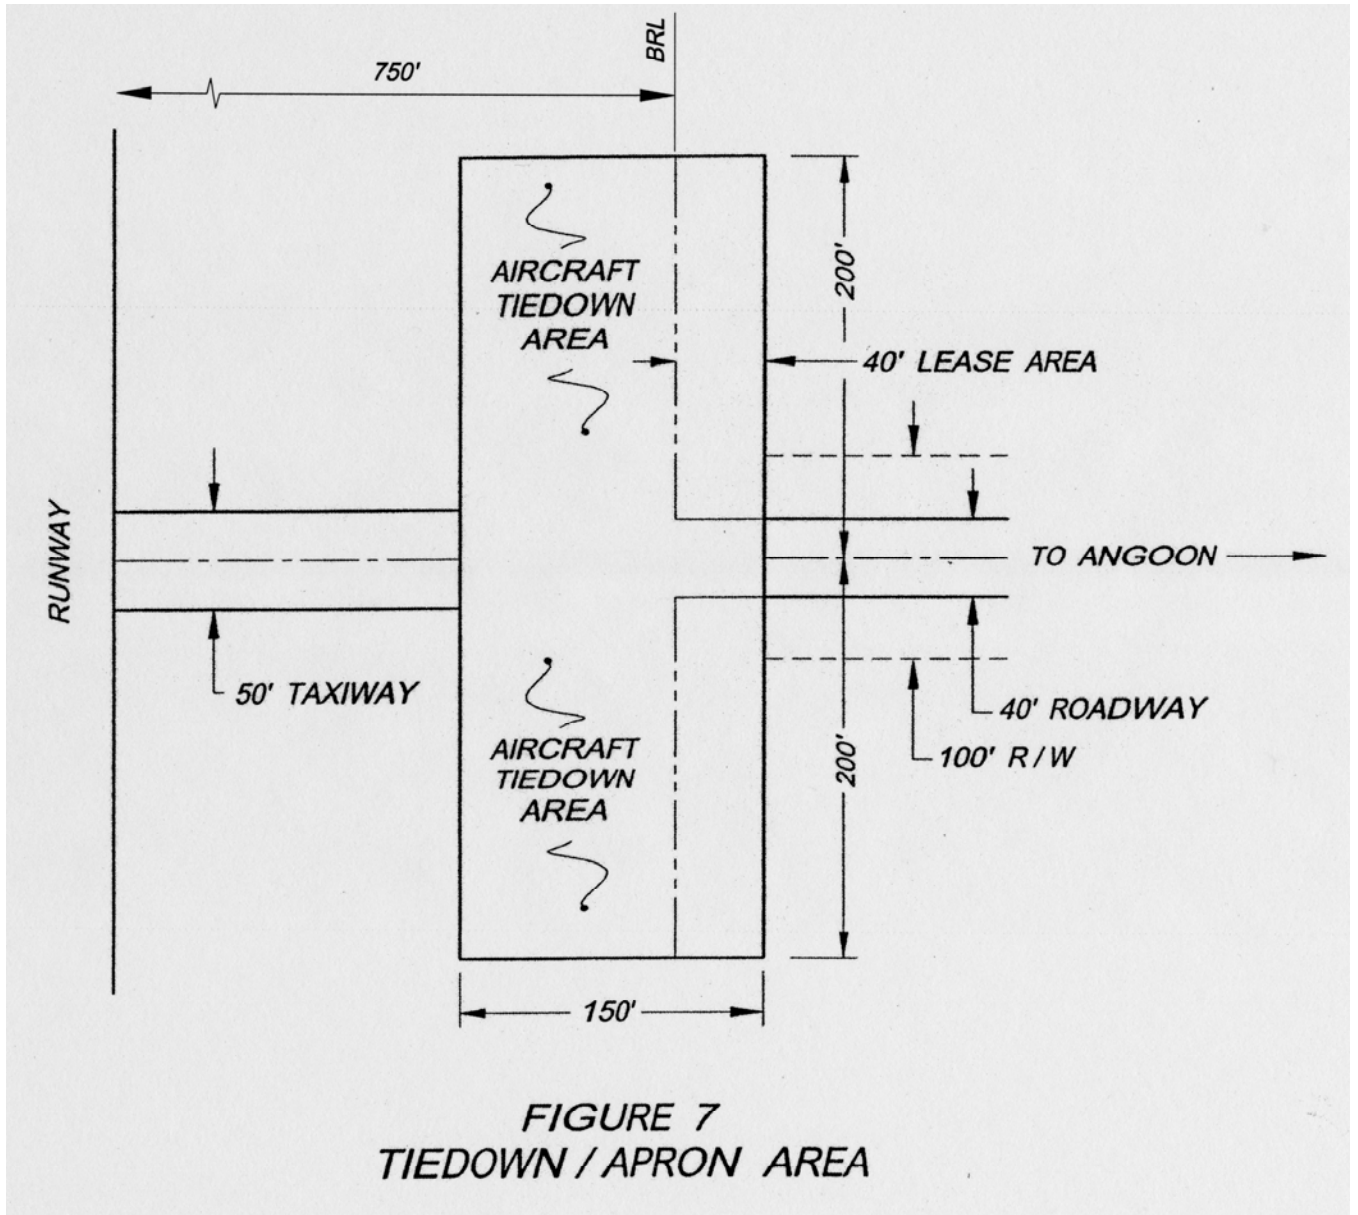 BRL
750'
AIRCRAFT
TIEDOWN
AREA
200'
40' LEASE AREA
RUNWAY
TO ANGOON
50' TAXIWAY
40' ROADWAY
100' R/W
AIRCRAFT
TIEDOWN
AREA
200'
150'
FIGURE 7
TIEDOWN / APRON AREA